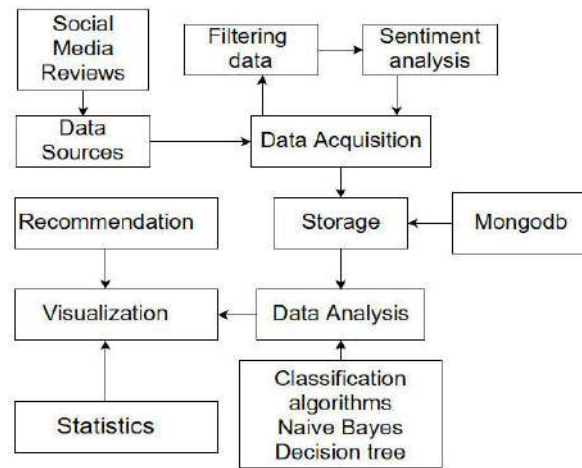 Social
Media
Reviews
Filtering
data
Sentiment
analysis
Data
Sources
Data Acquisition
Recommendation
Storage
Mongodb
Visualization
Data Analysis
Statistics
Classification
algorithms
Naive Bayes
Decision tree